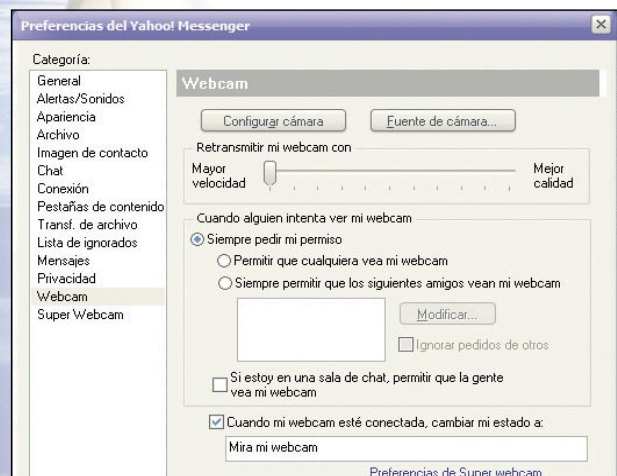 Preferencias del Yahoo! Messenger
Categoría:
General
Alertas/Sonidos
Apariencia
Archivo
Imagen de contacto
Chat
Conexión
Pestañas de contenido
Transf. de archivo
Lista de ignorados
Mensajes
Privacidad
Webcam
Super Webcam
Webcam
Configurar cámara
Fuente de cámara...
Retransmitir mi webcam con
Mayor velocidad
Mejor calidad
Cuando alguien intenta ver mi webcam
Siempre pedir mi permiso
Permitir que cualquiera vea mi webcam
Siempre permitir que los siguientes amigos vean mi webcam
Modificar...
Ignorar pedidos de otros
Si estoy en una sala de chat, permitir que la gente
vea mi webcam
Cuando mi webcam esté conectada, cambiar mi estado a:
Mira mi webcam
Preferencias de Super webcam